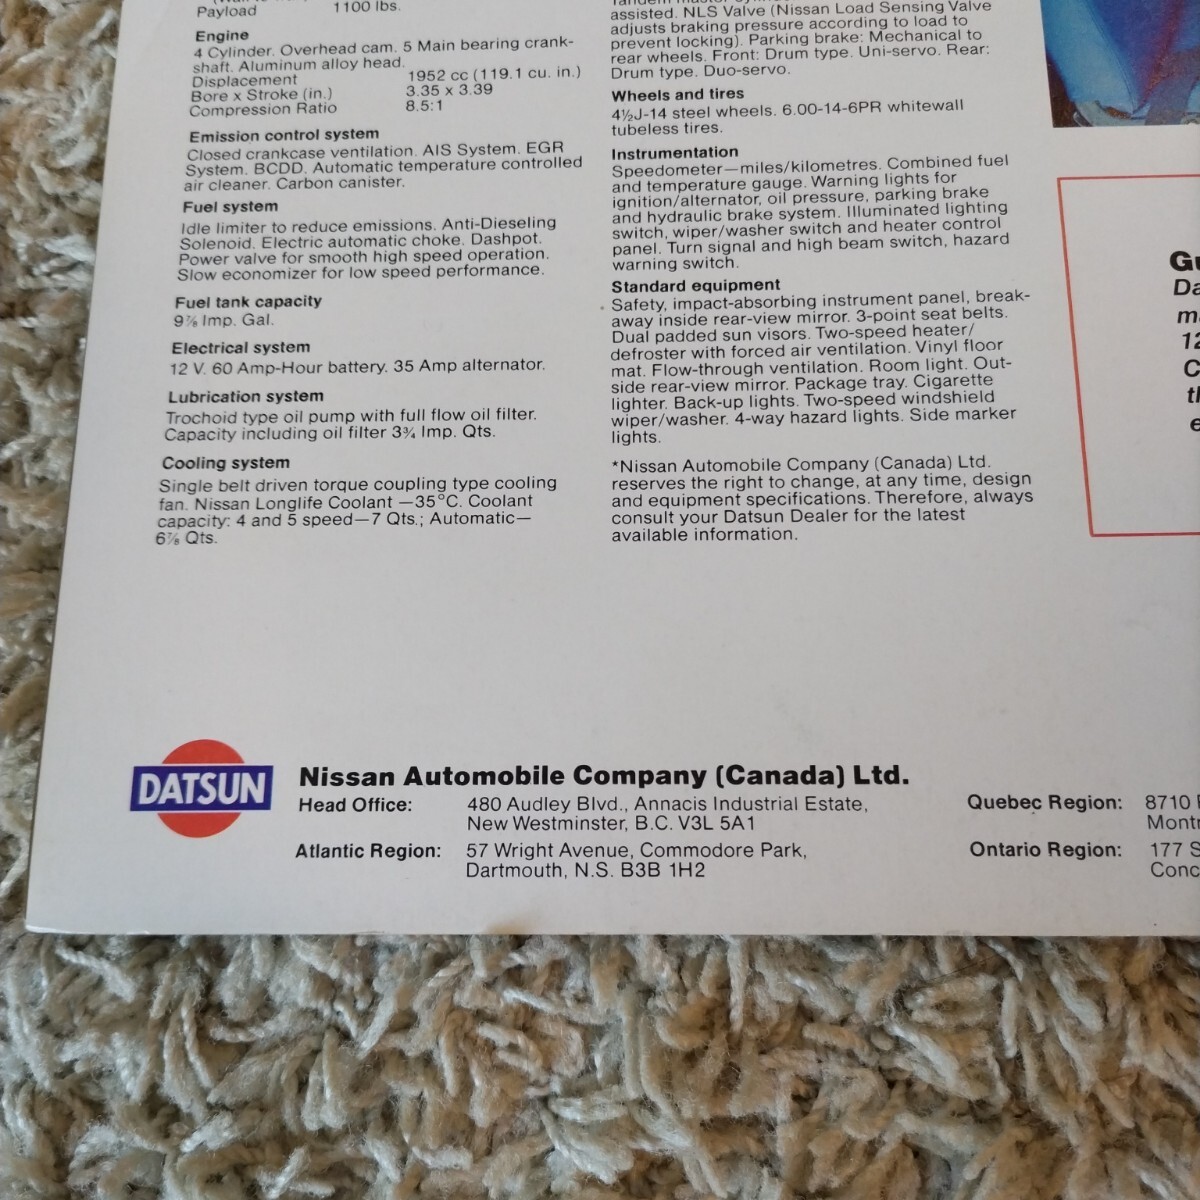 Payload 1100 lbs.
Engine
4 Cylinder. Overhead cam. 5 Main bearing crank-
shaft. Aluminum alloy head.
Displacement 1952 cc (119.1 cu. in.)
Bore x Stroke (in.) 3.35 x 3.39
Compression Ratio 8.5:1
Emission control system
Closed crankcase ventilation. AIS System. EGR
System. BCDD. Automatic temperature controlled
air cleaner. Carbon canister.
Fuel system
Idle limiter to reduce emissions. Anti-Dieseling
Solenoid. Electric automatic choke. Dashpot.
Power valve for smooth high speed operation.
Slow economizer for low speed performance.
Fuel tank capacity
9⅞ Imp. Gal.
Electrical system
12 V. 60 Amp-Hour battery. 35 Amp alternator.
Lubrication system
Trochoid type oil pump with full flow oil filter.
Capacity including oil filter 3¾ Imp. Qts.
Cooling system
Single belt driven torque coupling type cooling
fan. Nissan Longlife Coolant —35°C. Coolant
capacity: 4 and 5 speed—7 Qts.; Automatic—
6⅞ Qts.
assisted. NLS Valve (Nissan Load Sensing Valve
adjusts braking pressure according to load to
prevent locking). Parking brake: Mechanical to
rear wheels. Front: Drum type. Uni-servo. Rear:
Drum type. Duo-servo.
Wheels and tires
4½J-14 steel wheels. 6.00-14-6PR whitewall
tubeless tires.
Instrumentation
Speedometer—miles/kilometres. Combined fuel
and temperature gauge. Warning lights for
ignition/alternator, oil pressure, parking brake
and hydraulic brake system. Illuminated lighting
switch, wiper/washer switch and heater control
panel. Turn signal and high beam switch, hazard
warning switch.
Standard equipment
Safety, impact-absorbing instrument panel, break-
away inside rear-view mirror. 3-point seat belts.
Dual padded sun visors. Two-speed heater/
defroster with forced air ventilation. Vinyl floor
mat. Flow-through ventilation. Room light. Out-
side rear-view mirror. Package tray. Cigarette
lighter. Back-up lights. Two-speed windshield
wiper/washer. 4-way hazard lights. Side marker
lights.
*Nissan Automobile Company (Canada) Ltd.
reserves the right to change, at any time, design
and equipment specifications. Therefore, always
consult your Datsun Dealer for the latest
available information.
DATSUN
Nissan Automobile Company (Canada) Ltd.
Head Office: 480 Audley Blvd., Annacis Industrial Estate,
New Westminster, B.C. V3L 5A1
Atlantic Region: 57 Wright Avenue, Commodore Park,
Dartmouth, N.S. B3B 1H2
Quebec Region: 8710
Ontario Region: 177